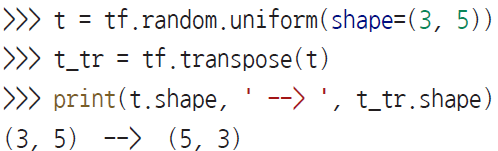 >>> t = tf.random.uniform(shape=(3, 5))
>>> t_tr = tf.transpose(t)
>>> print(t.shape, ' --> ', t_tr.shape)
(3, 5)  -->  (5, 3)